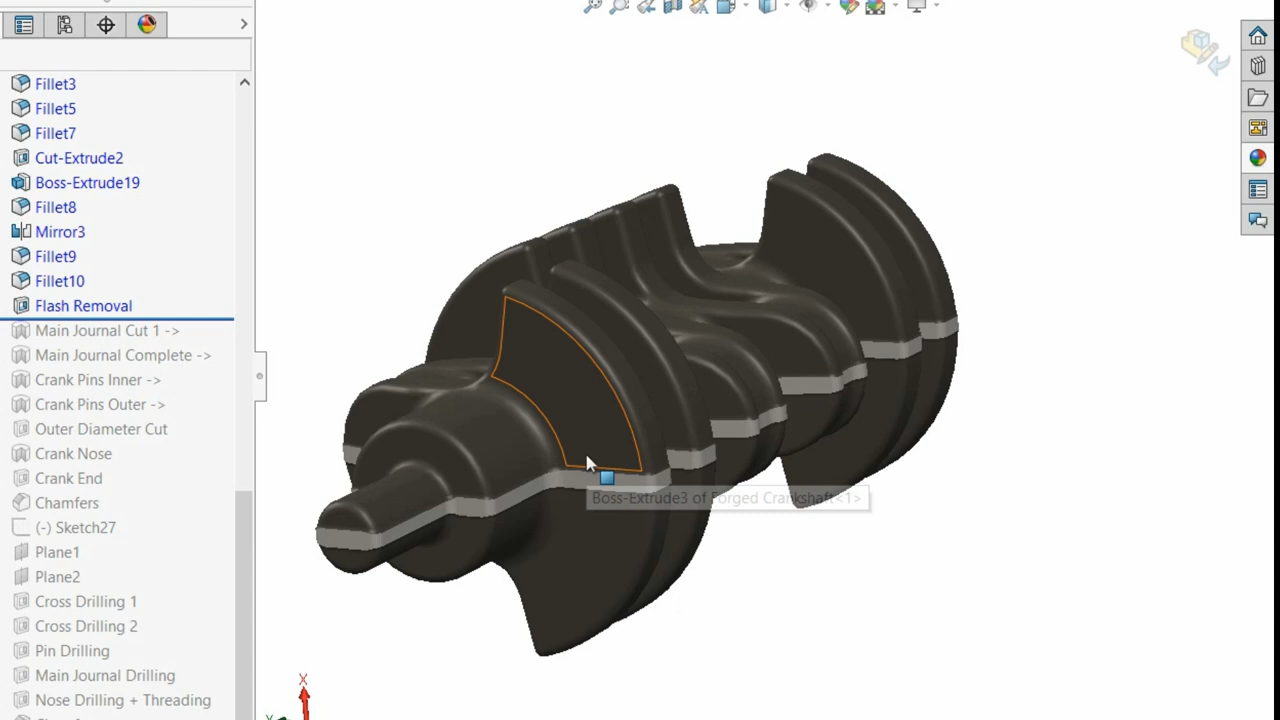 Fillet3
Fillet5
Fillet7
Cut-Extrude2
Boss-Extrude19
Fillet8
Mirror3
Fillet9
Fillet10
Flash Removal
Main Journal Cut 1 ->
Main Journal Complete ->
Crank Pins Inner ->
Crank Pins Outer ->
Outer Diameter Cut
Crank Nose
Crank End
Chamfers
(-) Sketch27
Plane1
Plane2
Cross Drilling 1
Cross Drilling 2
Pin Drilling
Main Journal Drilling
Nose Drilling + Threading
Boss-Extrude3 of Forged Crankshaft<1>
X